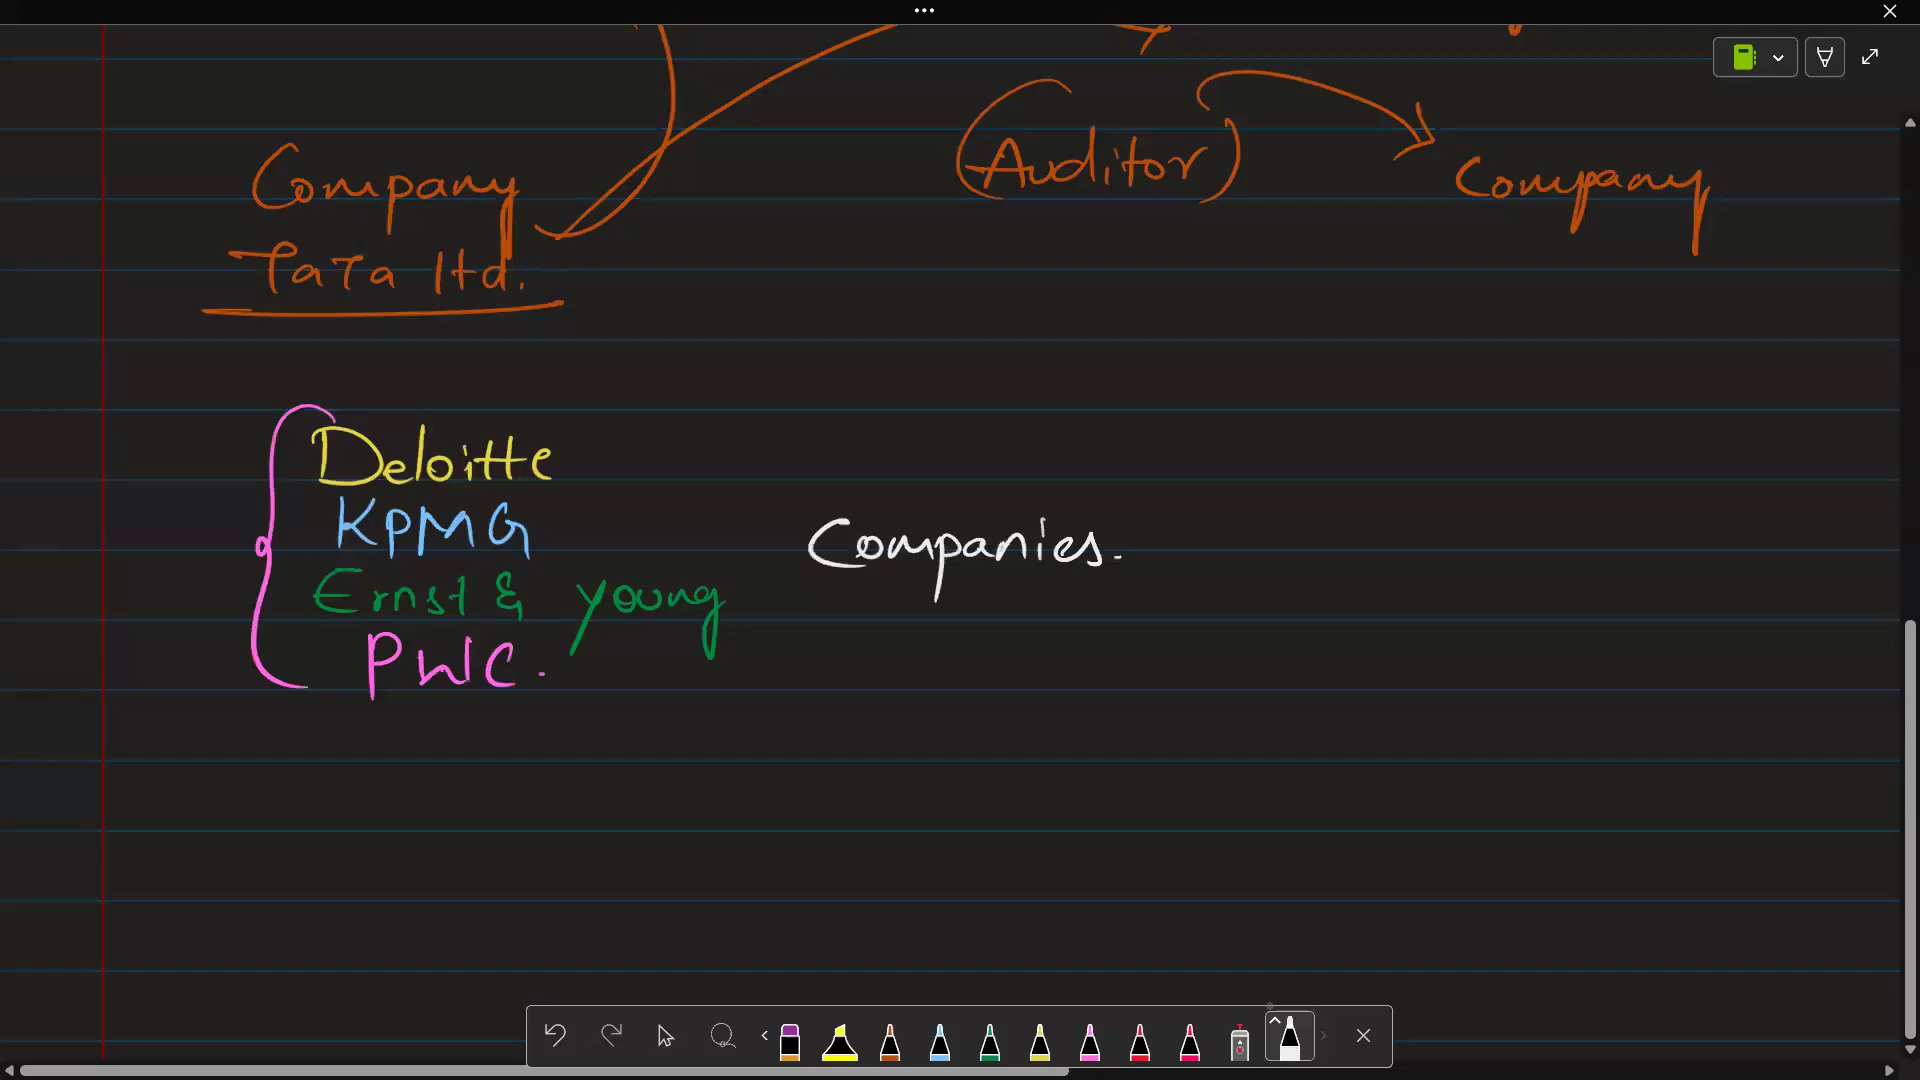 Auditor
Company
Company
TaTa ltd.
Deloitte
KPMG
Companies.
Ernst & young
PWC.